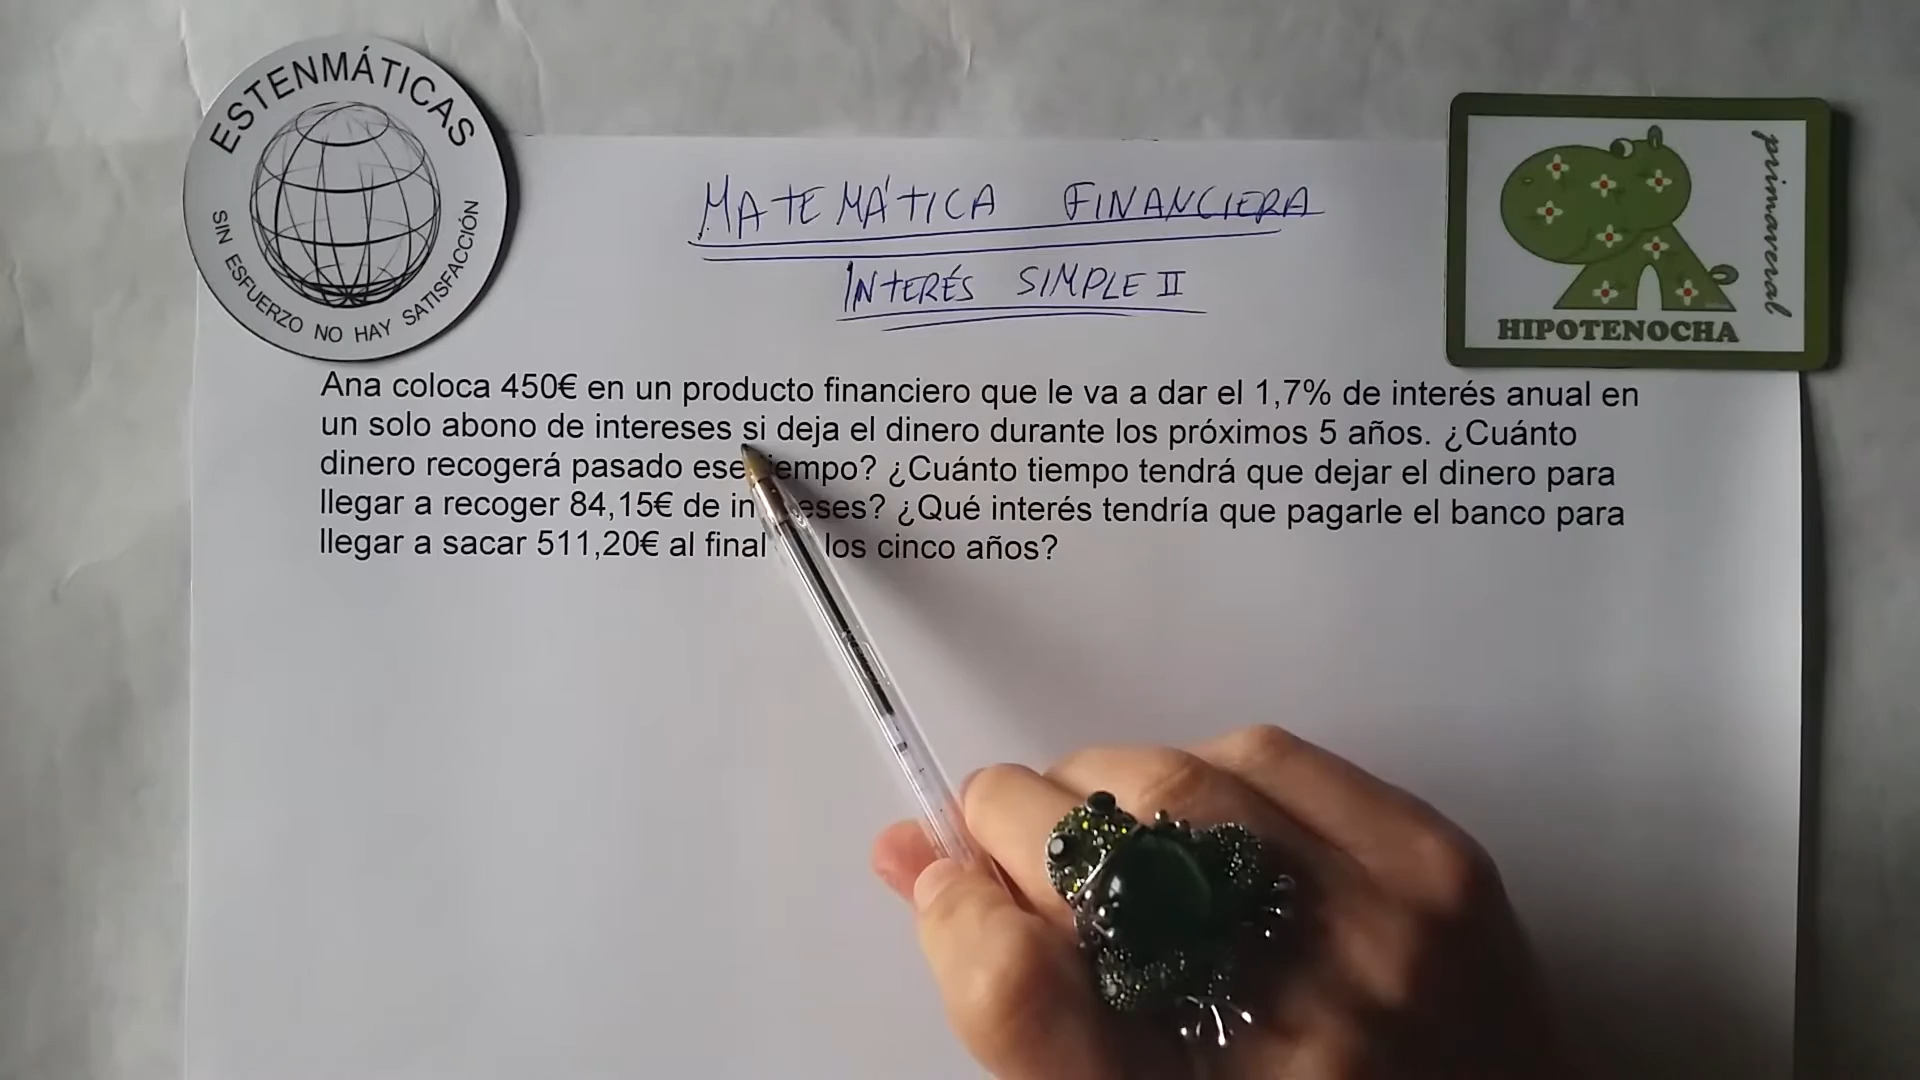 ESTENMÁTICAS
SIN ESFUERZO NO HAY SATISFACCIÓN
MATEMÁTICA FINANCIERA
INTERÉS SIMPLE II
primaveral
HIPOTENOCHA
Ana coloca 450€ en un producto financiero que le va a dar el 1,7% de interés anual en
un solo abono de intereses si deja el dinero durante los próximos 5 años. ¿Cuánto
dinero recogerá pasado ese tiempo? ¿Cuánto tiempo tendrá que dejar el dinero para
llegar a recoger 84,15€ de intereses? ¿Qué interés tendría que pagarle el banco para
llegar a sacar 511,20€ al final los cinco años?